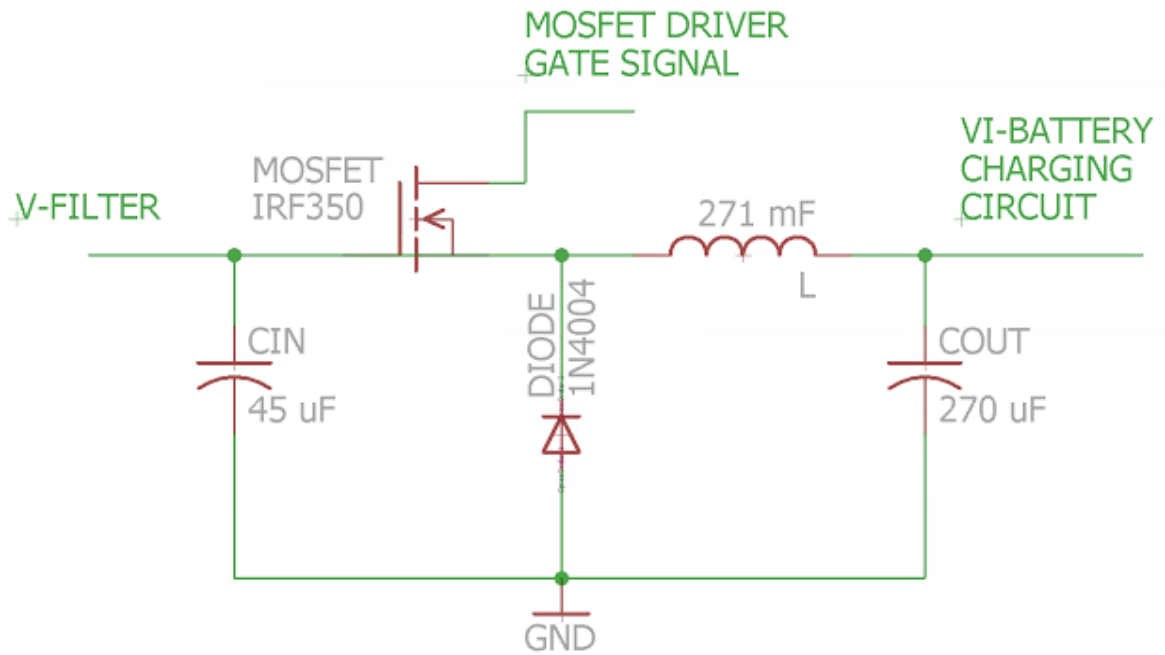 MOSFET DRIVER
GATE SIGNAL
VI-BATTERY
CHARGING
CIRCUIT
MOSFET
IRF350
V-FILTER
271 mF
L
DIODE
1N4004
CIN
45 uF
COUT
270 uF
GND